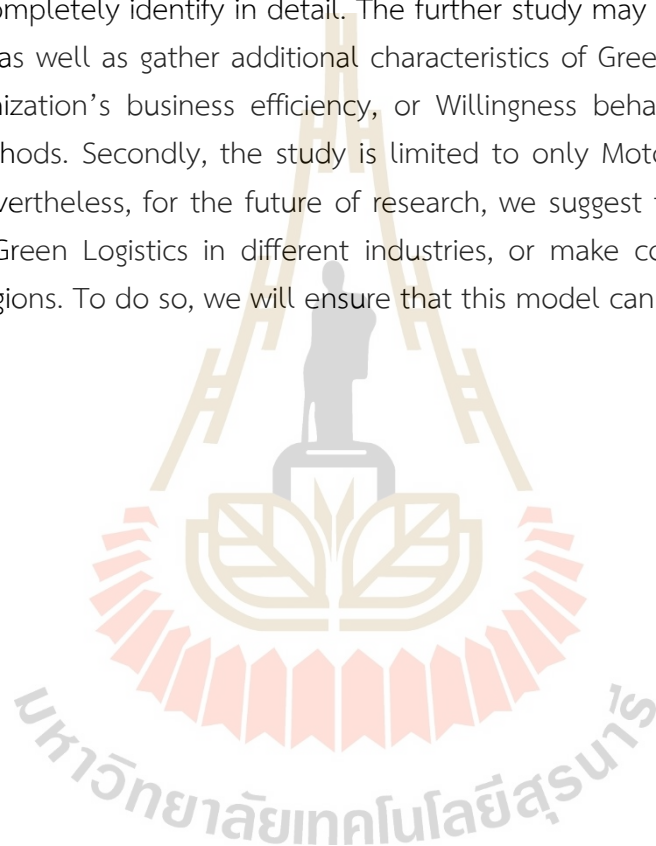 ompletely identify in detail. The further study may
as well as gather additional characteristics of Gree
nization's business efficiency, or Willingness beha
hods. Secondly, the study is limited to only Moto
vertheless, for the future of research, we suggest t
Green Logistics in different industries, or make co
gions. To do so, we will ensure that this model can
มหาวิทยาลัยเทคโนโลยีสุรนารี